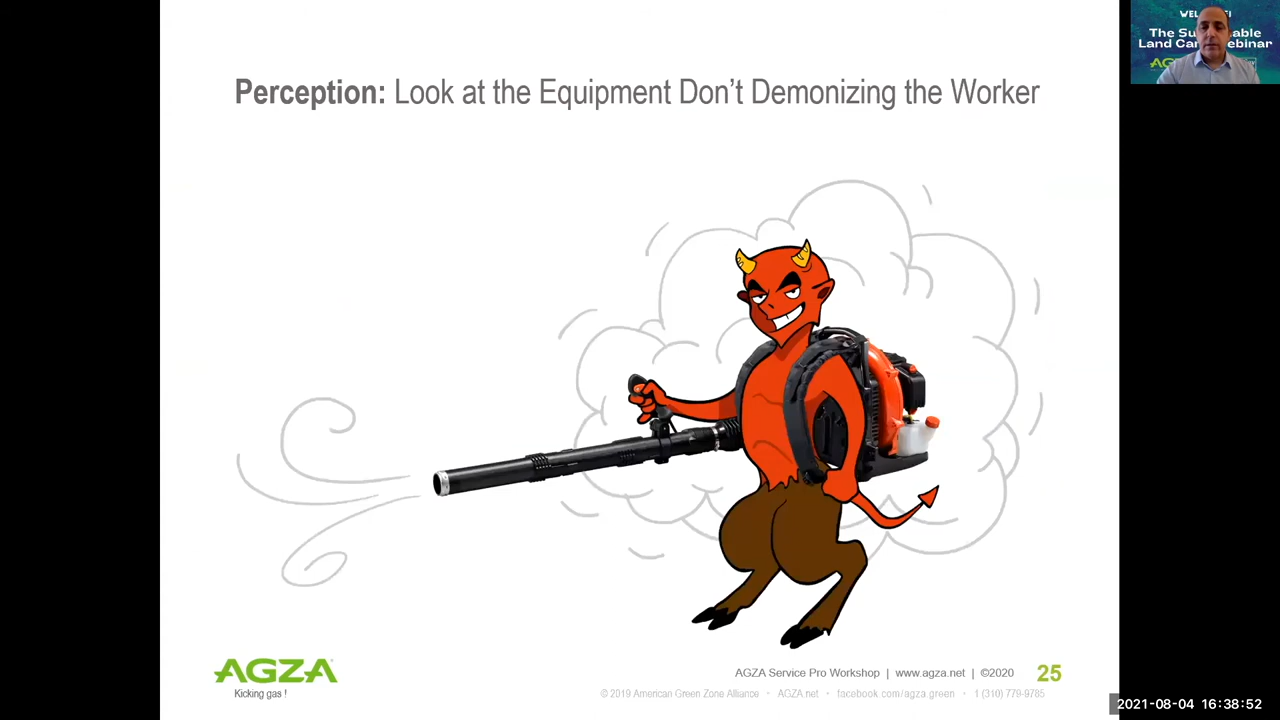 Perception: Look at the Equipment Don't Demonizing the Worker
The Su able
Land Car ebinar
AGZA
Kicking gas !
AGZA Service Pro Workshop | www.agza.net | ©2020 25
© 2019 American Green Zone Alliance - AGZA.net - facebook.com/agza.green - 1 (310) 779-9785
2021-08-04 16:38:52